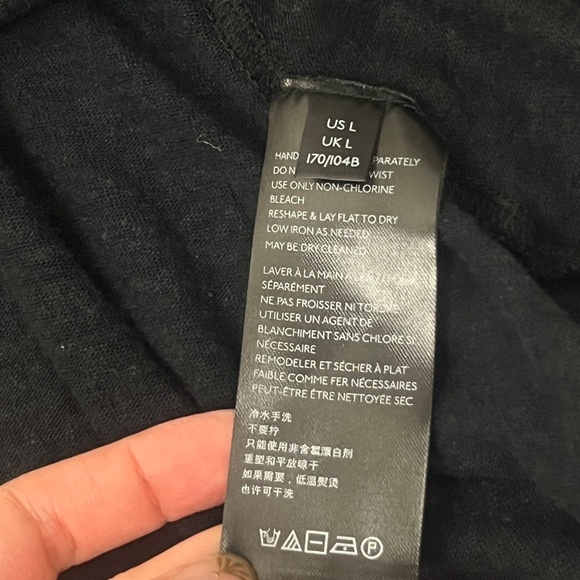 US L
UK L
170/104B
HAND PARATELY
DO N WIST
USE ONLY NON-CHLORINE
BLEACH
RESHAPE & LAY FLAT TO DRY
LOW IRON AS NEEDED
MAY BE DRY CLEANED
LAVER À LA MAIN
SÉPARÉMENT
NE PAS FROISSER NI TORDRE
UTILISER UN AGENT DE
BLANCHIMENT SANS CHLORE SI
NÉCESSAIRE
REMODELER ET SÉCHER À PLAT
FAIBLE COMME FER NÉCESSAIRES
PEUT-ÊTRE ÊTRE NETTOYÉE SEC
冷水手洗
不要拧
只能使用非含氯漂白剂
重塑和平放晾干
如果需要，低温熨烫
也许可干洗
P